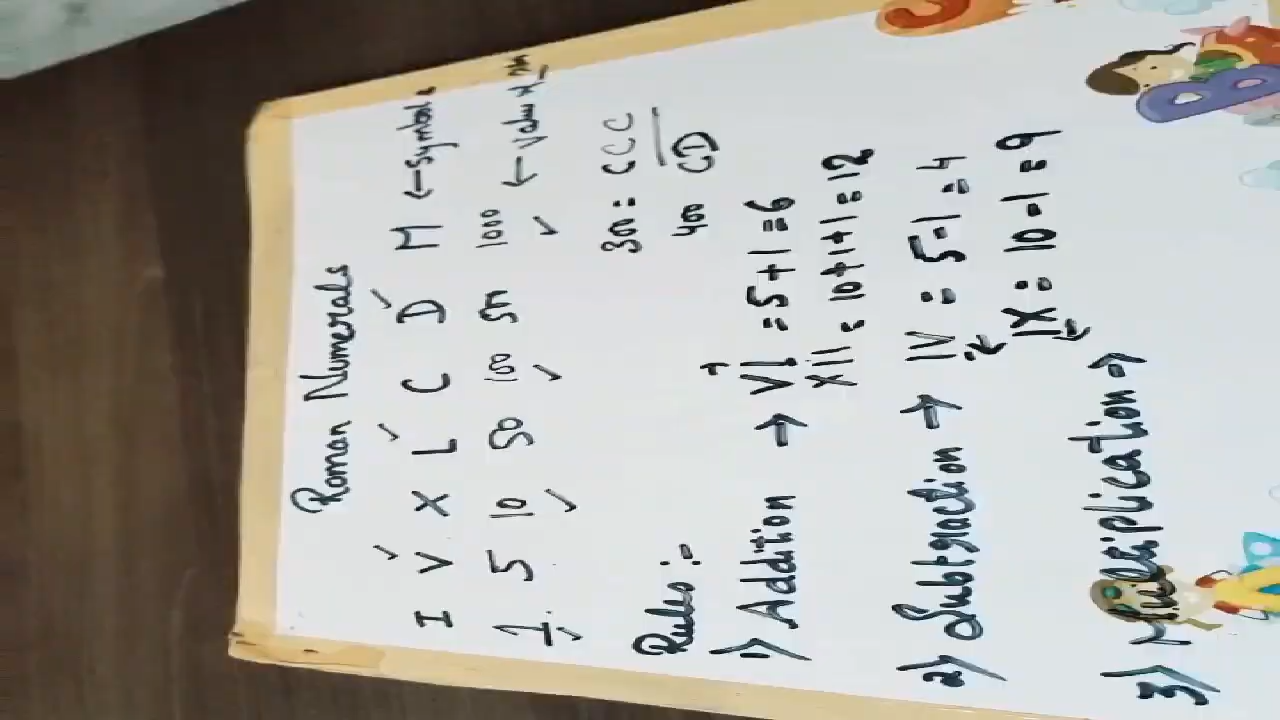 Roman Numerals
I V X L C D M ← Symbols
1 5 10 50 100 500 1000 ←
300 = CCC
400 CD
Rules :-
1) Addition → VI = 5+1 = 6
XII = 10+1+1 = 12
2) Subtraction → IV = 5-1 = 4
IX = 10-1 = 9
3) Multiplication →